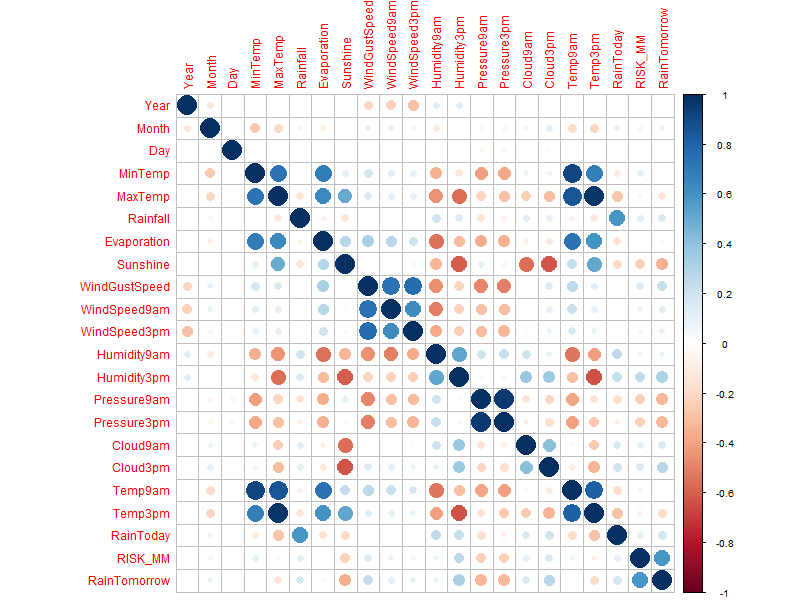 Year
Month
Day
MinTemp
MaxTemp
Rainfall
Evaporation
Sunshine
WindGustSpeed
WindSpeed9am
WindSpeed3pm
Humidity9am
Humidity3pm
Pressure9am
Pressure3pm
Cloud9am
Cloud3pm
Temp9am
Temp3pm
RainToday
RISK_MM
RainTomorrow
Year
Month
Day
MinTemp
MaxTemp
Rainfall
Evaporation
Sunshine
WindGustSpeed
WindSpeed9am
WindSpeed3pm
Humidity9am
Humidity3pm
Pressure9am
Pressure3pm
Cloud9am
Cloud3pm
Temp9am
Temp3pm
RainToday
RISK_MM
RainTomorrow
1
0.8
0.6
0.4
0.2
0
-0.2
-0.4
-0.6
-0.8
-1